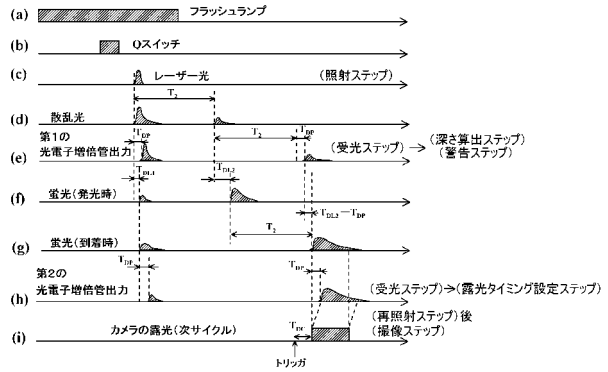 (a) フラッシュランプ
(b) Qスイッチ
(c) レーザー光 (照射ステップ)
T2
(d) 散乱光
T2 TDP
第1の TDP TDL2
(e) 光電子増倍管出力 (受光ステップ) → (深さ算出ステップ)
(警告ステップ)
TDL1
(f) 蛍光(発光時) TDL2—TDP
T2
(g) 蛍光(到着時)
第2の TDP TDP
(h) 光電子増倍管出力 (受光ステップ)→(露光タイミング設定ステップ)
(再照射ステップ)後
(i) カメラの露光(次サイクル) TDC (撮像ステップ)
トリッガ